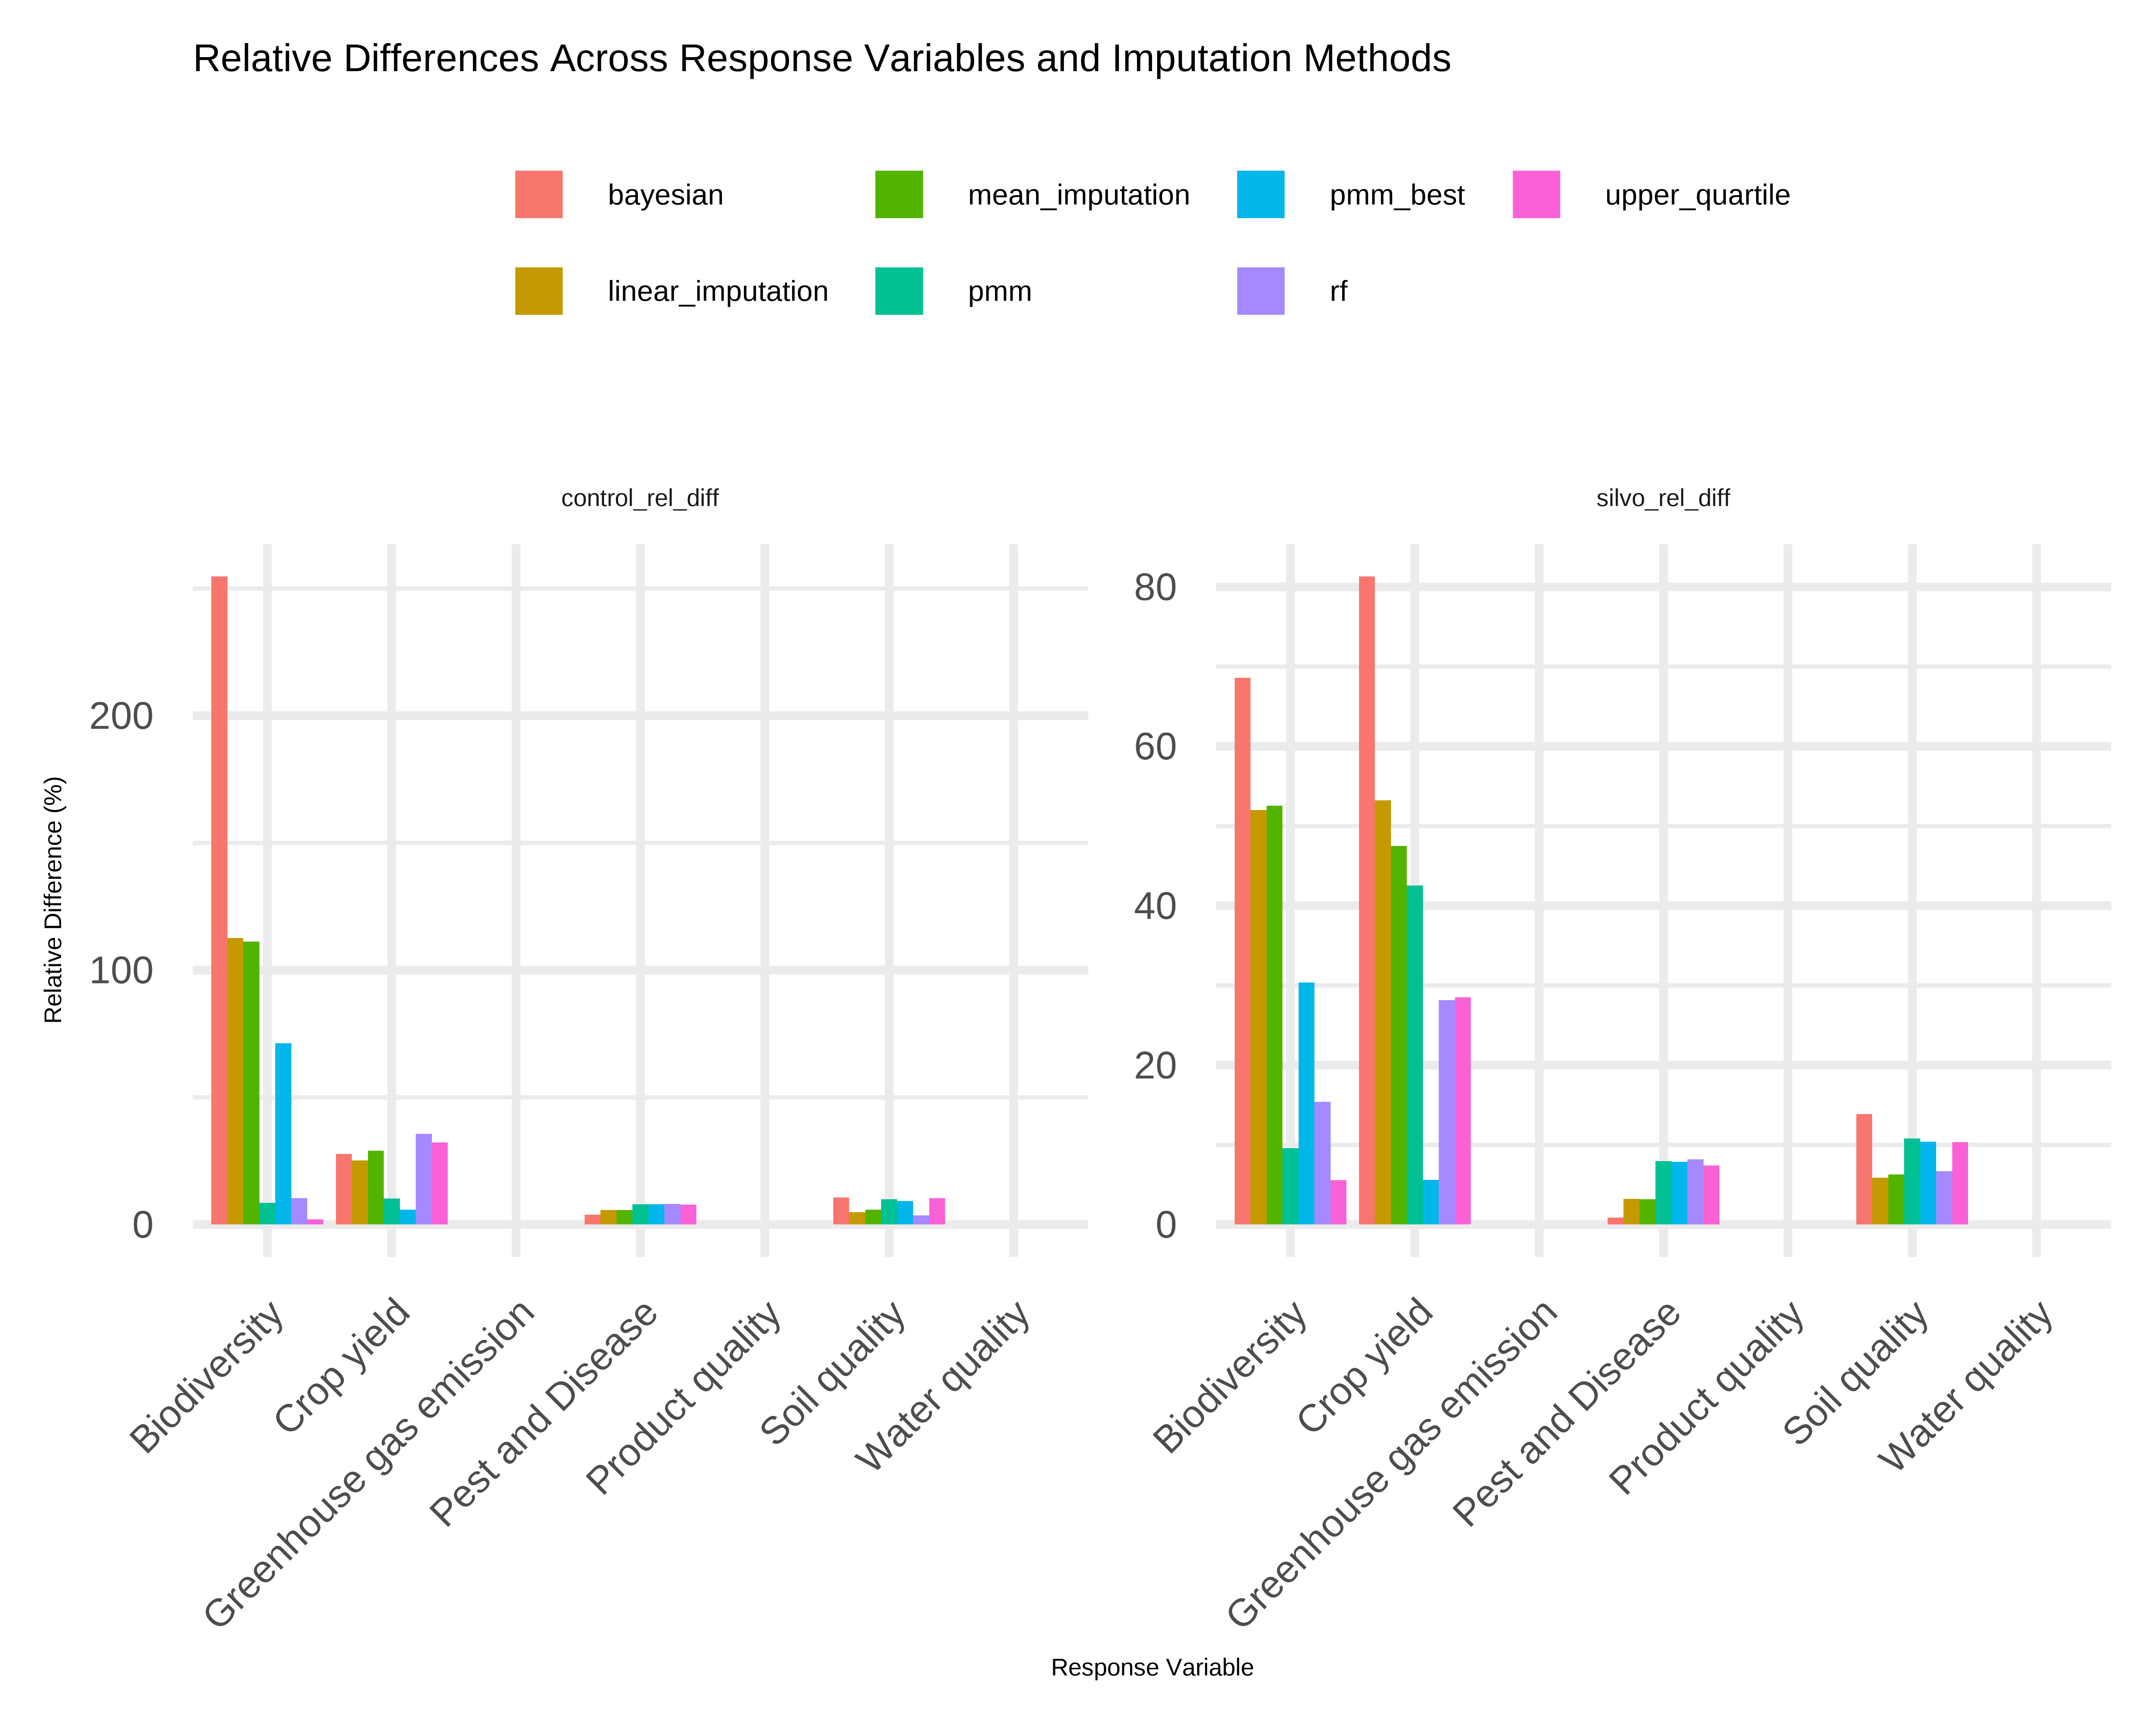 Relative Differences Across Response Variables and Imputation Methods
bayesian
mean_imputation
pmm_best
upper_quartile
linear_imputation
pmm
rf
control_rel_diff
silvo_rel_diff
Relative Difference (%)
200
100
0
80
60
40
20
0
Biodiversity
Crop yield
Greenhouse gas emission
Pest and Disease
Product quality
Soil quality
Water quality
Biodiversity
Crop yield
Greenhouse gas emission
Pest and Disease
Product quality
Soil quality
Water quality
Response Variable